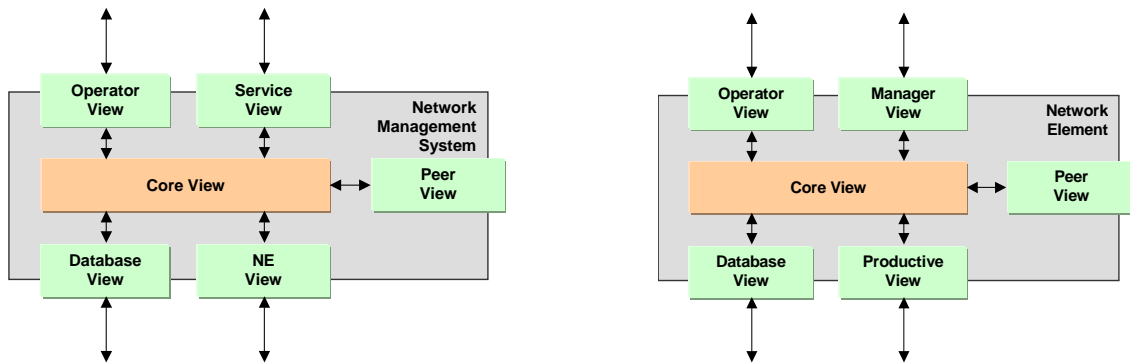 Operator
View
Service
View
Network
Management
System
Core View
Peer
View
Database
View
NE
View
Operator
View
Manager
View
Network
Element
Core View
Peer
View
Database
View
Productive
View